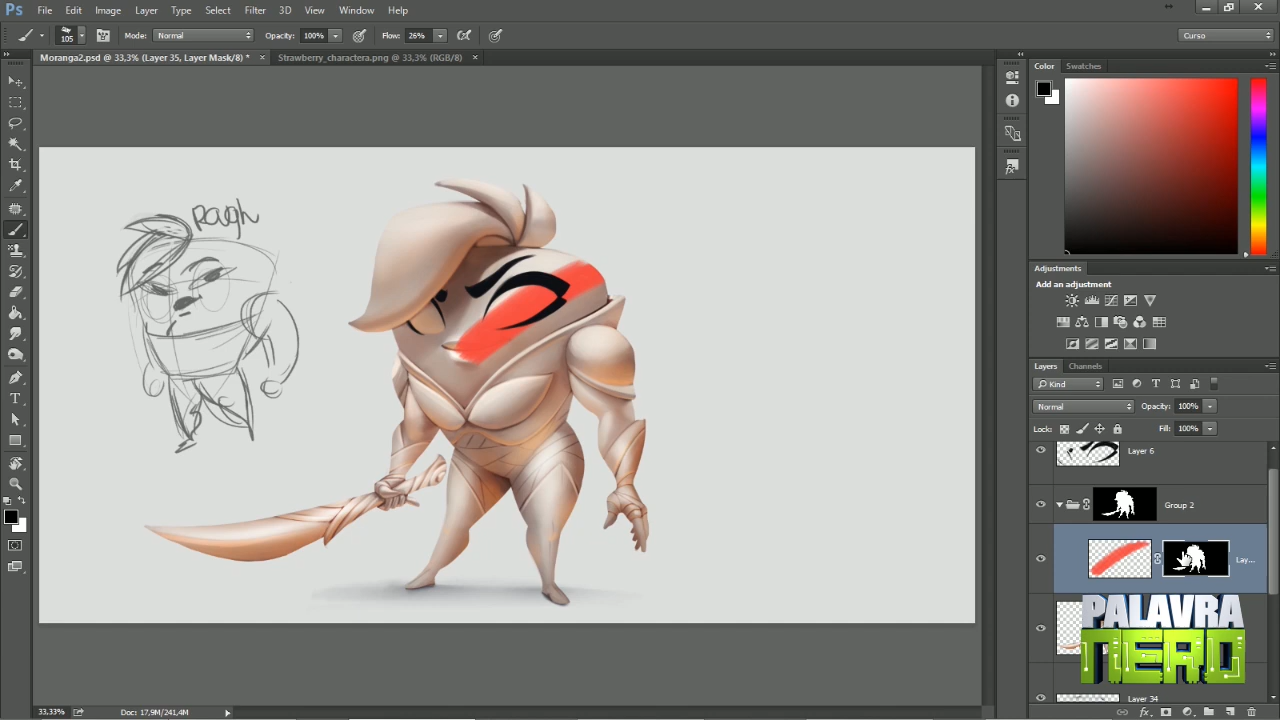 Ps File Edit Image Layer Type Select Filter 3D View Window Help
105 Mode: Normal Opacity: 100% Flow: 26% Curso
Moranga2.psd @ 33,3% (Layer 35, Layer Mask/8) * × Strawberry_charactera.png @ 33,3% (RGB/8) ×
Color Swatches
Rough
Adjustments
Add an adjustment
Layers Channels
Kind
Normal Opacity: 100%
Lock: Fill: 100%
Layer 6
Group 2
Lay...
PALAVRA
NERD
Layer 34
33,33% Doc: 17,9M/241,4M